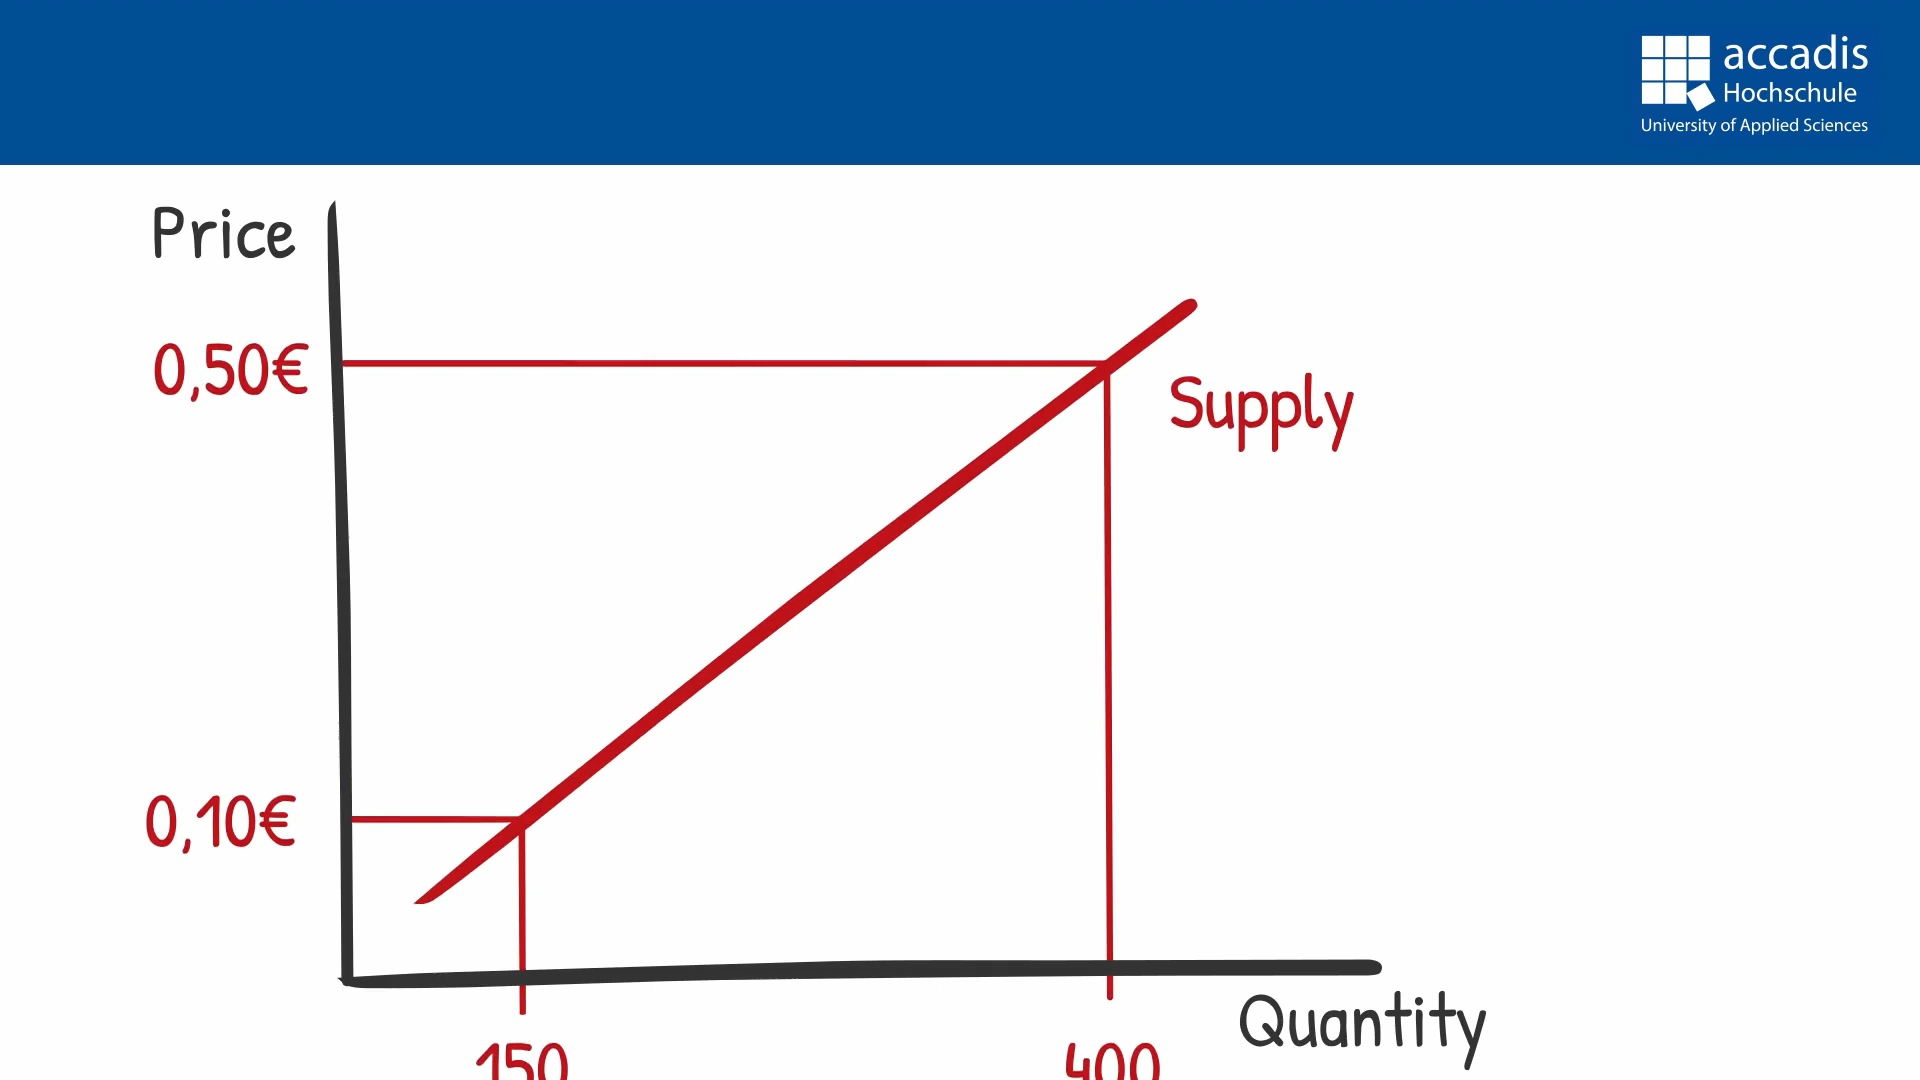 accadis
Hochschule
University of Applied Sciences
Price
0,50€
Supply
0,10€
Quantity
150
400